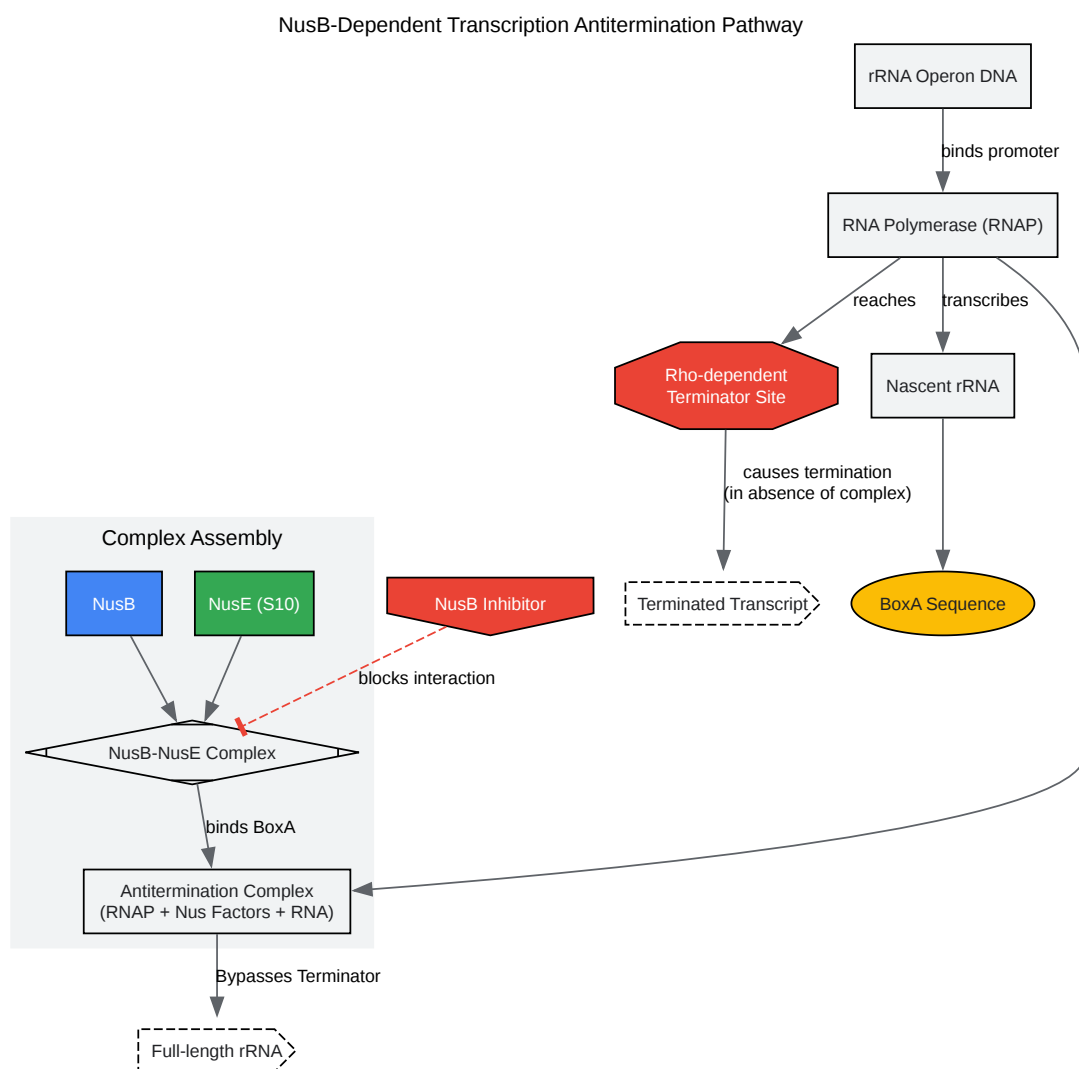 NusB-Dependent Transcription Antitermination Pathway
rRNA Operon DNA
binds promoter
RNA Polymerase (RNAP)
reaches
transcribes
Rho-dependent
Terminator Site
Nascent rRNA
causes termination
(in absence of complex)
Complex Assembly
NusB
NusE (S10)
NusB Inhibitor
Terminated Transcript
BoxA Sequence
blocks interaction
NusB-NusE Complex
binds BoxA
Antitermination Complex
(RNAP + Nus Factors + RNA)
Bypasses Terminator
Full-length rRNA